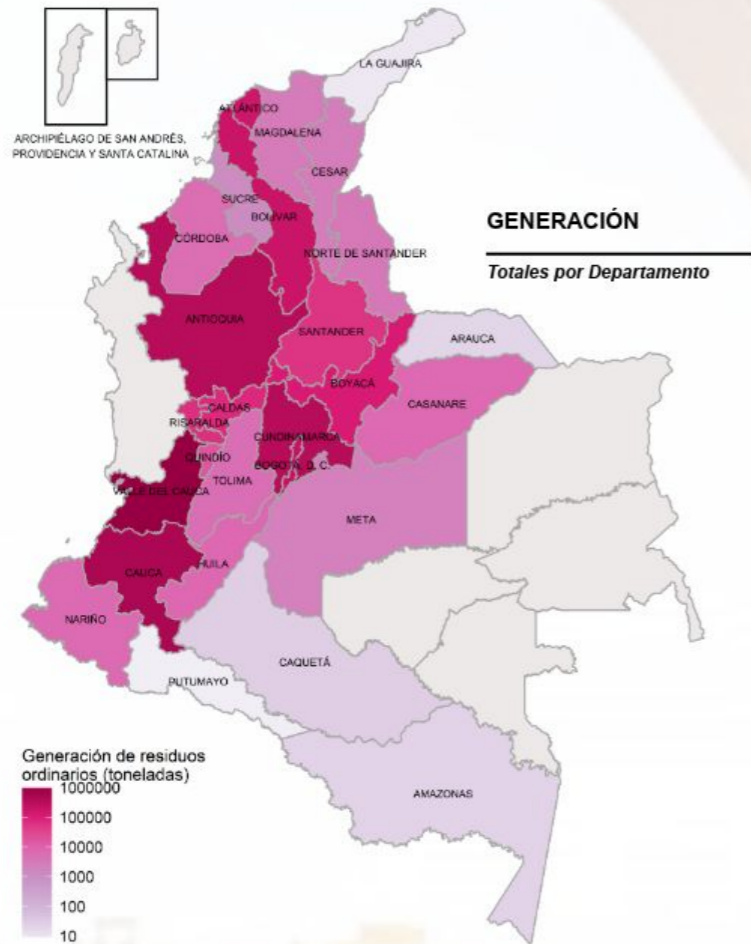 LA GUAJIRA
ATLÁNTICO
MAGDALENA
ARCHIPIÉLAGO DE SAN ANDRÉS,
PROVIDENCIA Y SANTA CATALINA
CESAR
SUCRE
BOLÍVAR
CÓRDOBA
NORTE DE SANTANDER
GENERACIÓN
Totales por Departamento
ANTIOQUIA
SANTANDER
ARAUCA
BOYACÁ
CASANARE
CALDAS
RISARALDA
CUNDINAMARCA
QUINDÍO
BOGOTÁ, D. C.
TOLIMA
VALLE DEL CAUCA
META
CAUCA
HUILA
NARIÑO
CAQUETÁ
PUTUMAYO
AMAZONAS
Generación de residuos
ordinarios (toneladas)
1000000
100000
10000
1000
100
10